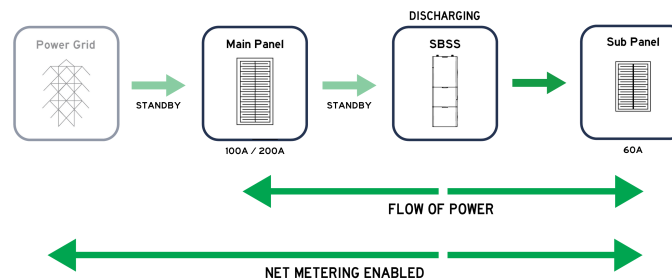 DISCHARGING
Power Grid
Main Panel
SBSS
Sub Panel
STANDBY
STANDBY
100A / 200A
60A
FLOW OF POWER
NET METERING ENABLED